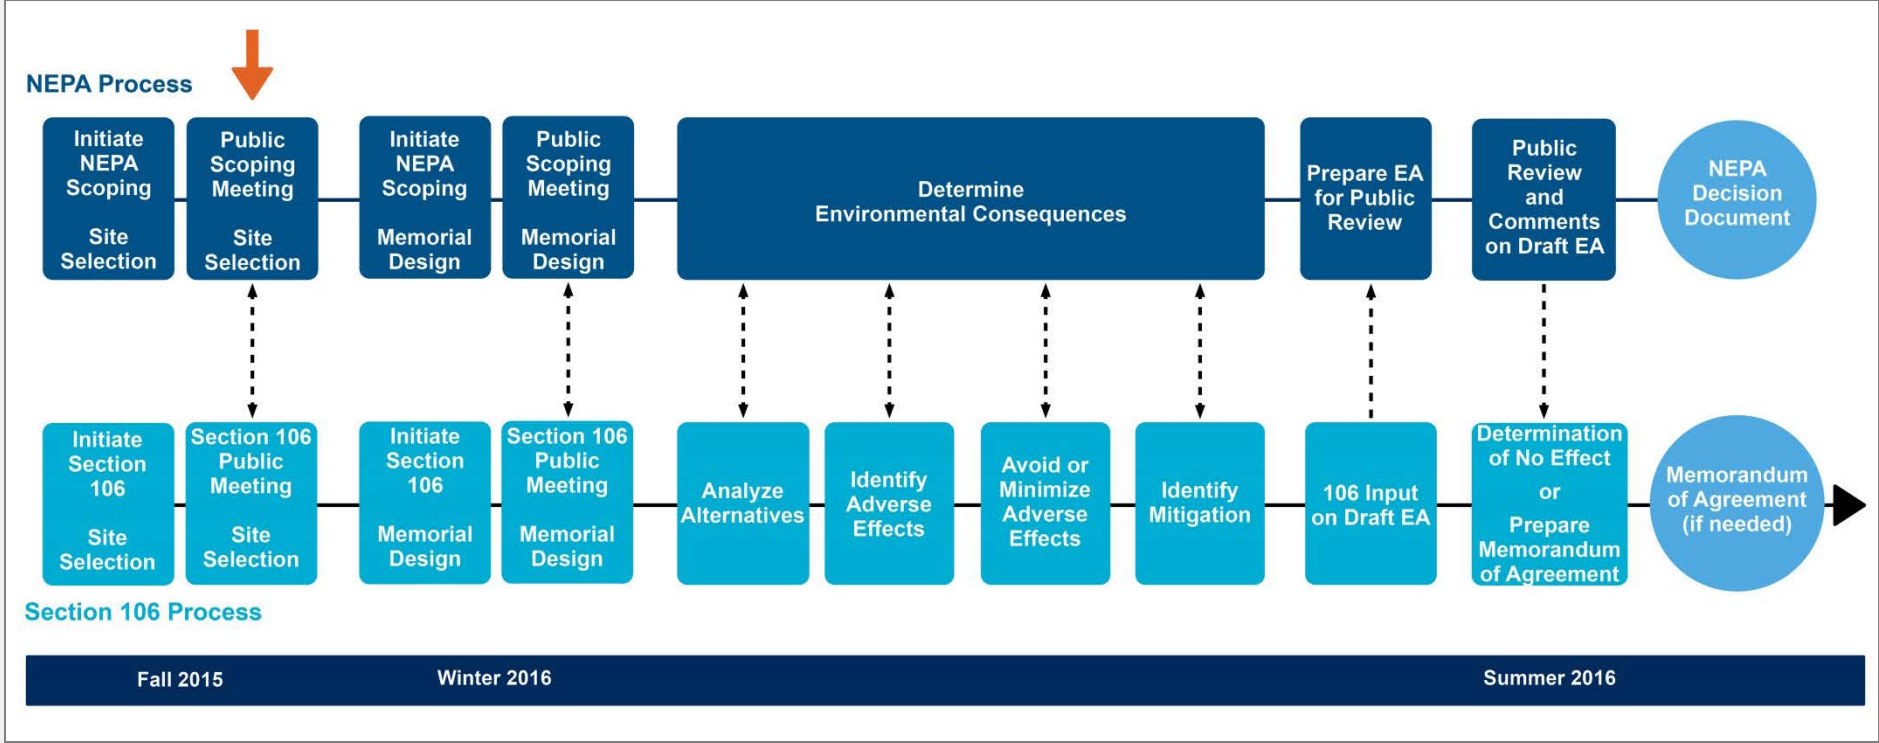 NEPA Process
Initiate
NEPA
Scoping
Site
Selection
Public
Scoping
Meeting
Site
Selection
Initiate
NEPA
Scoping
Memorial
Design
Public
Scoping
Meeting
Memorial
Design
Determine
Environmental Consequences
Prepare EA
for Public
Review
Public
Review
and
Comments
on Draft EA
NEPA
Decision
Document
Initiate
Section
106
Site
Selection
Section 106
Public
Meeting
Site
Selection
Initiate
Section
106
Memorial
Design
Section 106
Public
Meeting
Memorial
Design
Analyze
Alternatives
Identify
Adverse
Effects
Avoid or
Minimize
Adverse
Effects
Identify
Mitigation
106 Input
on Draft EA
Determination
of No Effect
or
Prepare
Memorandum
of Agreement
Memorandum
of Agreement
(if needed)
Section 106 Process
Fall 2015
Winter 2016
Summer 2016